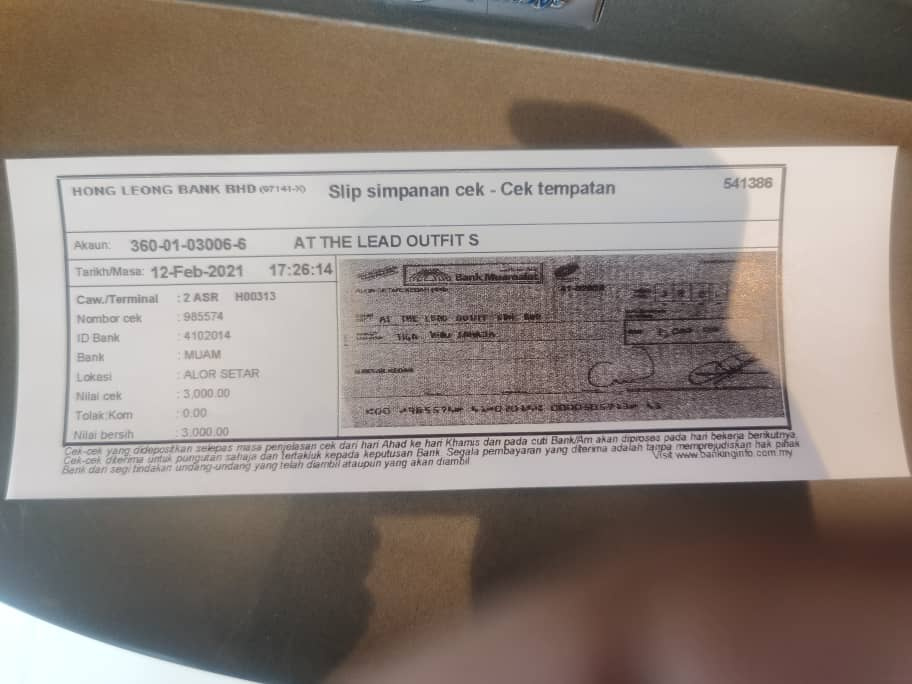 HONG LEONG BANK BHD (97141-X) Slip simpanan cek - Cek tempatan 541386
Akaun: 360-01-03006-6 AT THE LEAD OUTFIT S
Tarikh/Masa: 12-Feb-2021 17:26:14
Caw./Terminal : 2 ASR H00313
Nombor cek : 985574
ID Bank : 4102014
Bank : MUAM
Lokasi : ALOR SETAR
Nilai cek : 3,000.00
Tolak:Kom : 0.00
Nilai bersih : 3,000.00
Bank Muamalat
AT THE LEAD OUTFIT SDN BHD
Tiga Ribu Sahaja
Cek-cek yang didepositkan selepas masa penjelasan cek dari hari Ahad ke hari Khamis dan pada cuti Bank/Am akan diproses pada hari bekerja berikutnya.
Cek-cek diterima untuk pungutan sahaja dan tertakluk kepada keputusan Bank. Segala pembayaran yang diterima adalah tanpa memprejudiskan hak pihak
Bank dari segi tindakan undang-undang yang telah diambil ataupun yang akan diambil. Visit www.bankinginfo.com.my